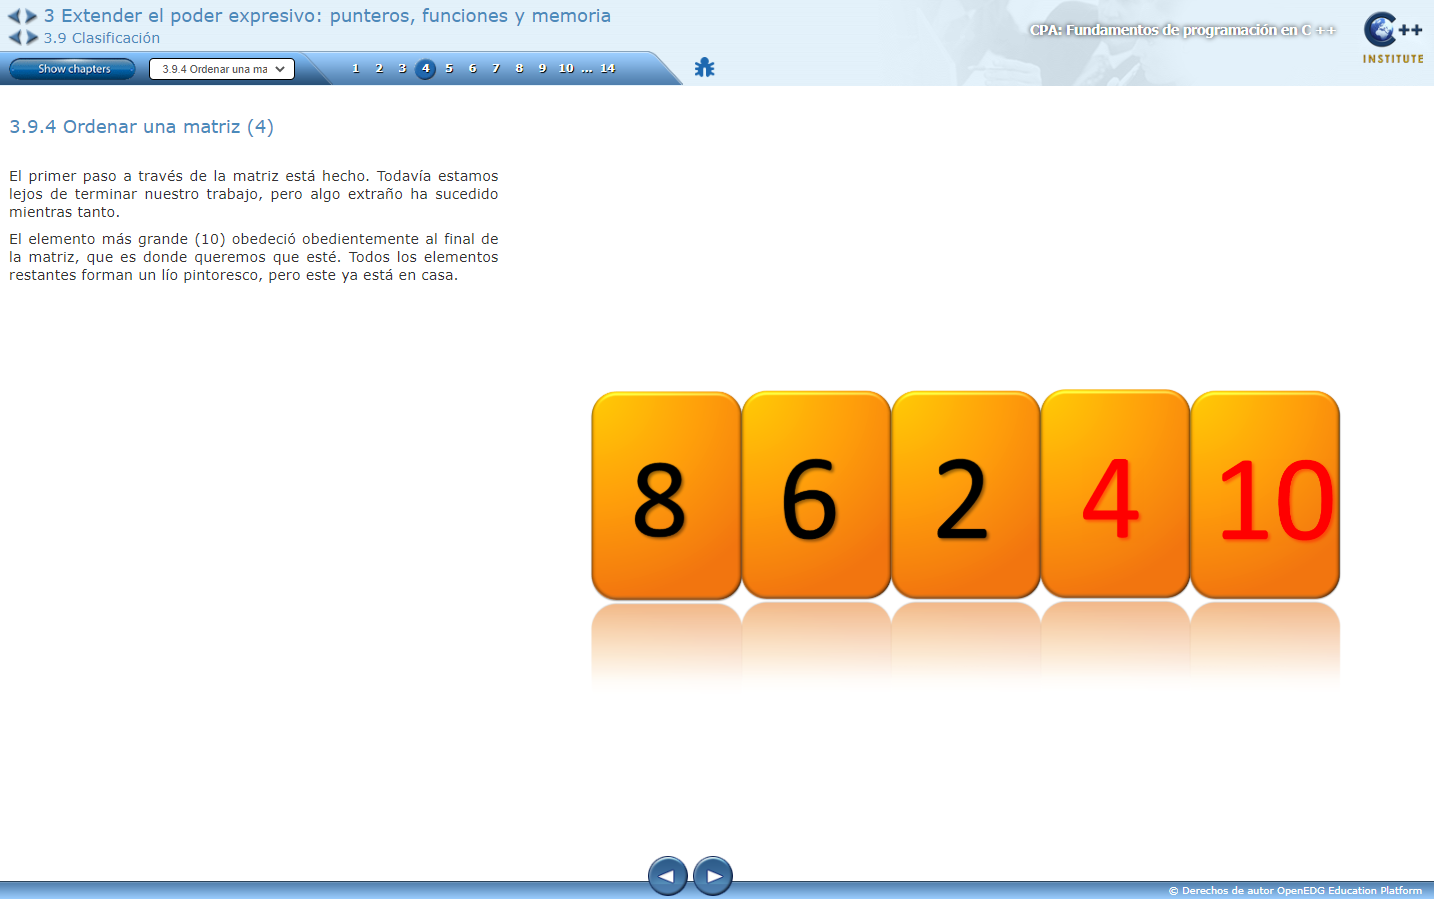 3 Extender el poder expresivo: punteros, funciones y memoria
3.9 Clasificación
CPA: Fundamentos de programación en C ++
C++
INSTITUTE
Show chapters
3.9.4 Ordenar una ma
1 2 3 4 5 6 7 8 9 10 ... 14
3.9.4 Ordenar una matriz (4)
El primer paso a través de la matriz está hecho. Todavía estamos
lejos de terminar nuestro trabajo, pero algo extraño ha sucedido
mientras tanto.
El elemento más grande (10) obedeció obedientemente al final de
la matriz, que es donde queremos que esté. Todos los elementos
restantes forman un lío pintoresco, pero este ya está en casa.
8 6 2 4 10
© Derechos de autor OpenEDG Education Platform